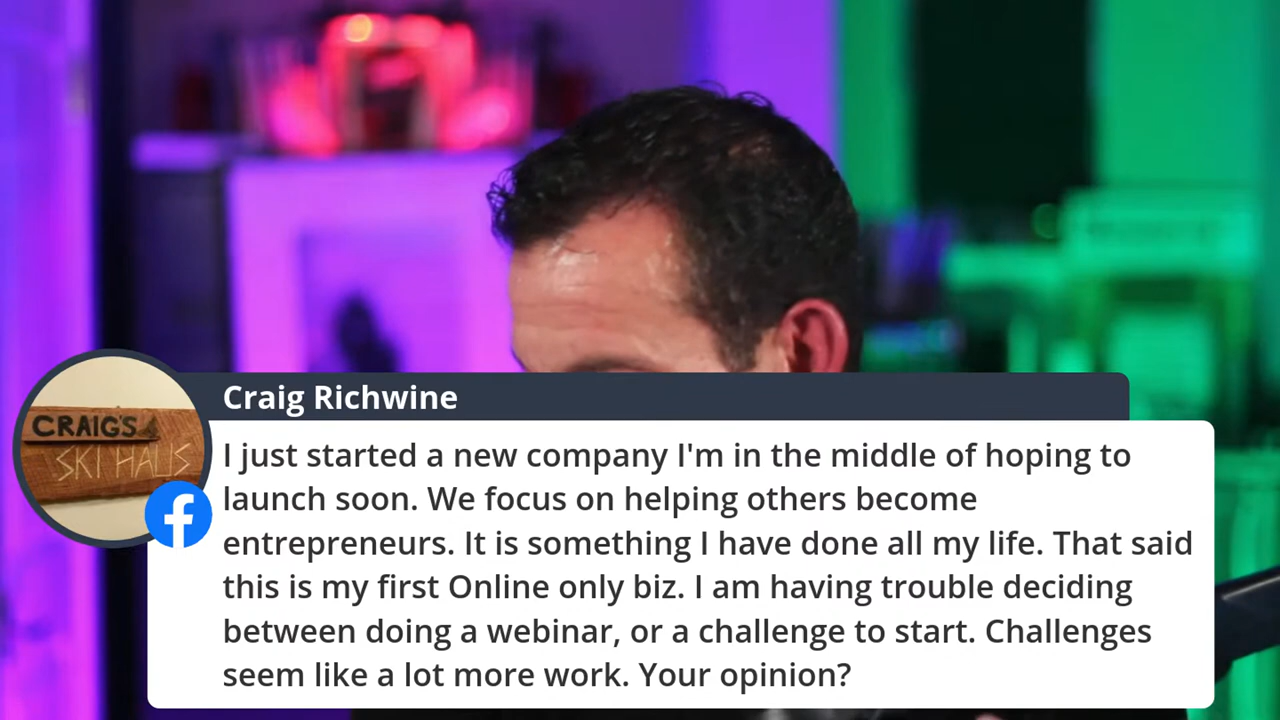 Craig Richwine
CRAIG'S
SKI HAUS
I just started a new company I'm in the middle of hoping to
launch soon. We focus on helping others become
entrepreneurs. It is something I have done all my life. That said
this is my first Online only biz. I am having trouble deciding
between doing a webinar, or a challenge to start. Challenges
seem like a lot more work. Your opinion?